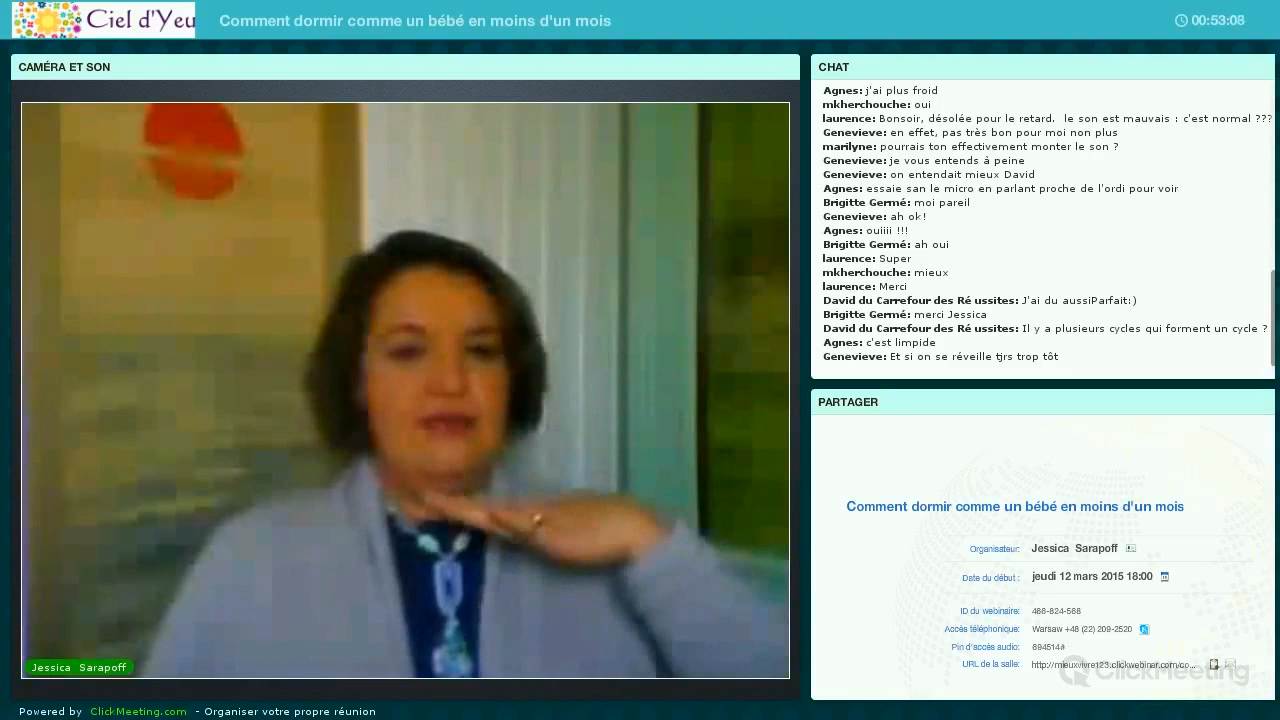 Ciel d'Yeu
Comment dormir comme un bébé en moins d'un mois
00:53:08
CAMÉRA ET SON
Jessica Sarapoff
CHAT
Agnes: j'ai plus froid
mkherchouche: oui
laurence: Bonsoir, désolée pour le retard. le son est mauvais : c'est normal ???
Genevieve: en effet, pas très bon pour moi non plus
marilyne: pourrais ton effectivement monter le son ?
Genevieve: je vous entends à peine
Genevieve: on entendait mieux David
Agnes: essaie san le micro en parlant proche de l'ordi pour voir
Brigitte Germé: moi pareil
Genevieve: ah ok!
Agnes: ouiiii !!!
Brigitte Germé: ah oui
laurence: Super
mkherchouche: mieux
laurence: Merci
David du Carrefour des Ré ussites: J'ai du aussiParfait:)
Brigitte Germé: merci Jessica
David du Carrefour des Ré ussites: Il y a plusieurs cycles qui forment un cycle ?
Agnes: c'est limpide
Genevieve: Et si on se réveille tjrs trop tôt
PARTAGER
Comment dormir comme un bébé en moins d'un mois
Organisateur: Jessica Sarapoff
Date du début : jeudi 12 mars 2015 18:00
ID du webinaire: 486-824-568
Accès téléphonique: Warsaw +48 (22) 209-2520
Pin d'accès audio: 694514#
URL de la salle: http://mieuxvivre123.clickwebinar.com/co...
ClickMeeting
Powered by ClickMeeting.com - Organiser votre propre réunion